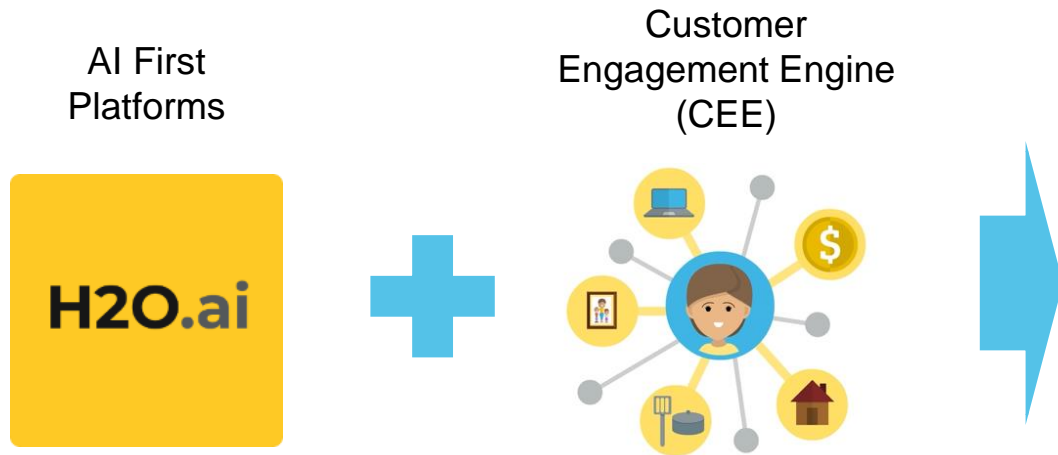 AI First
Platforms
H2O.ai
Customer
Engagement Engine
(CEE)
$